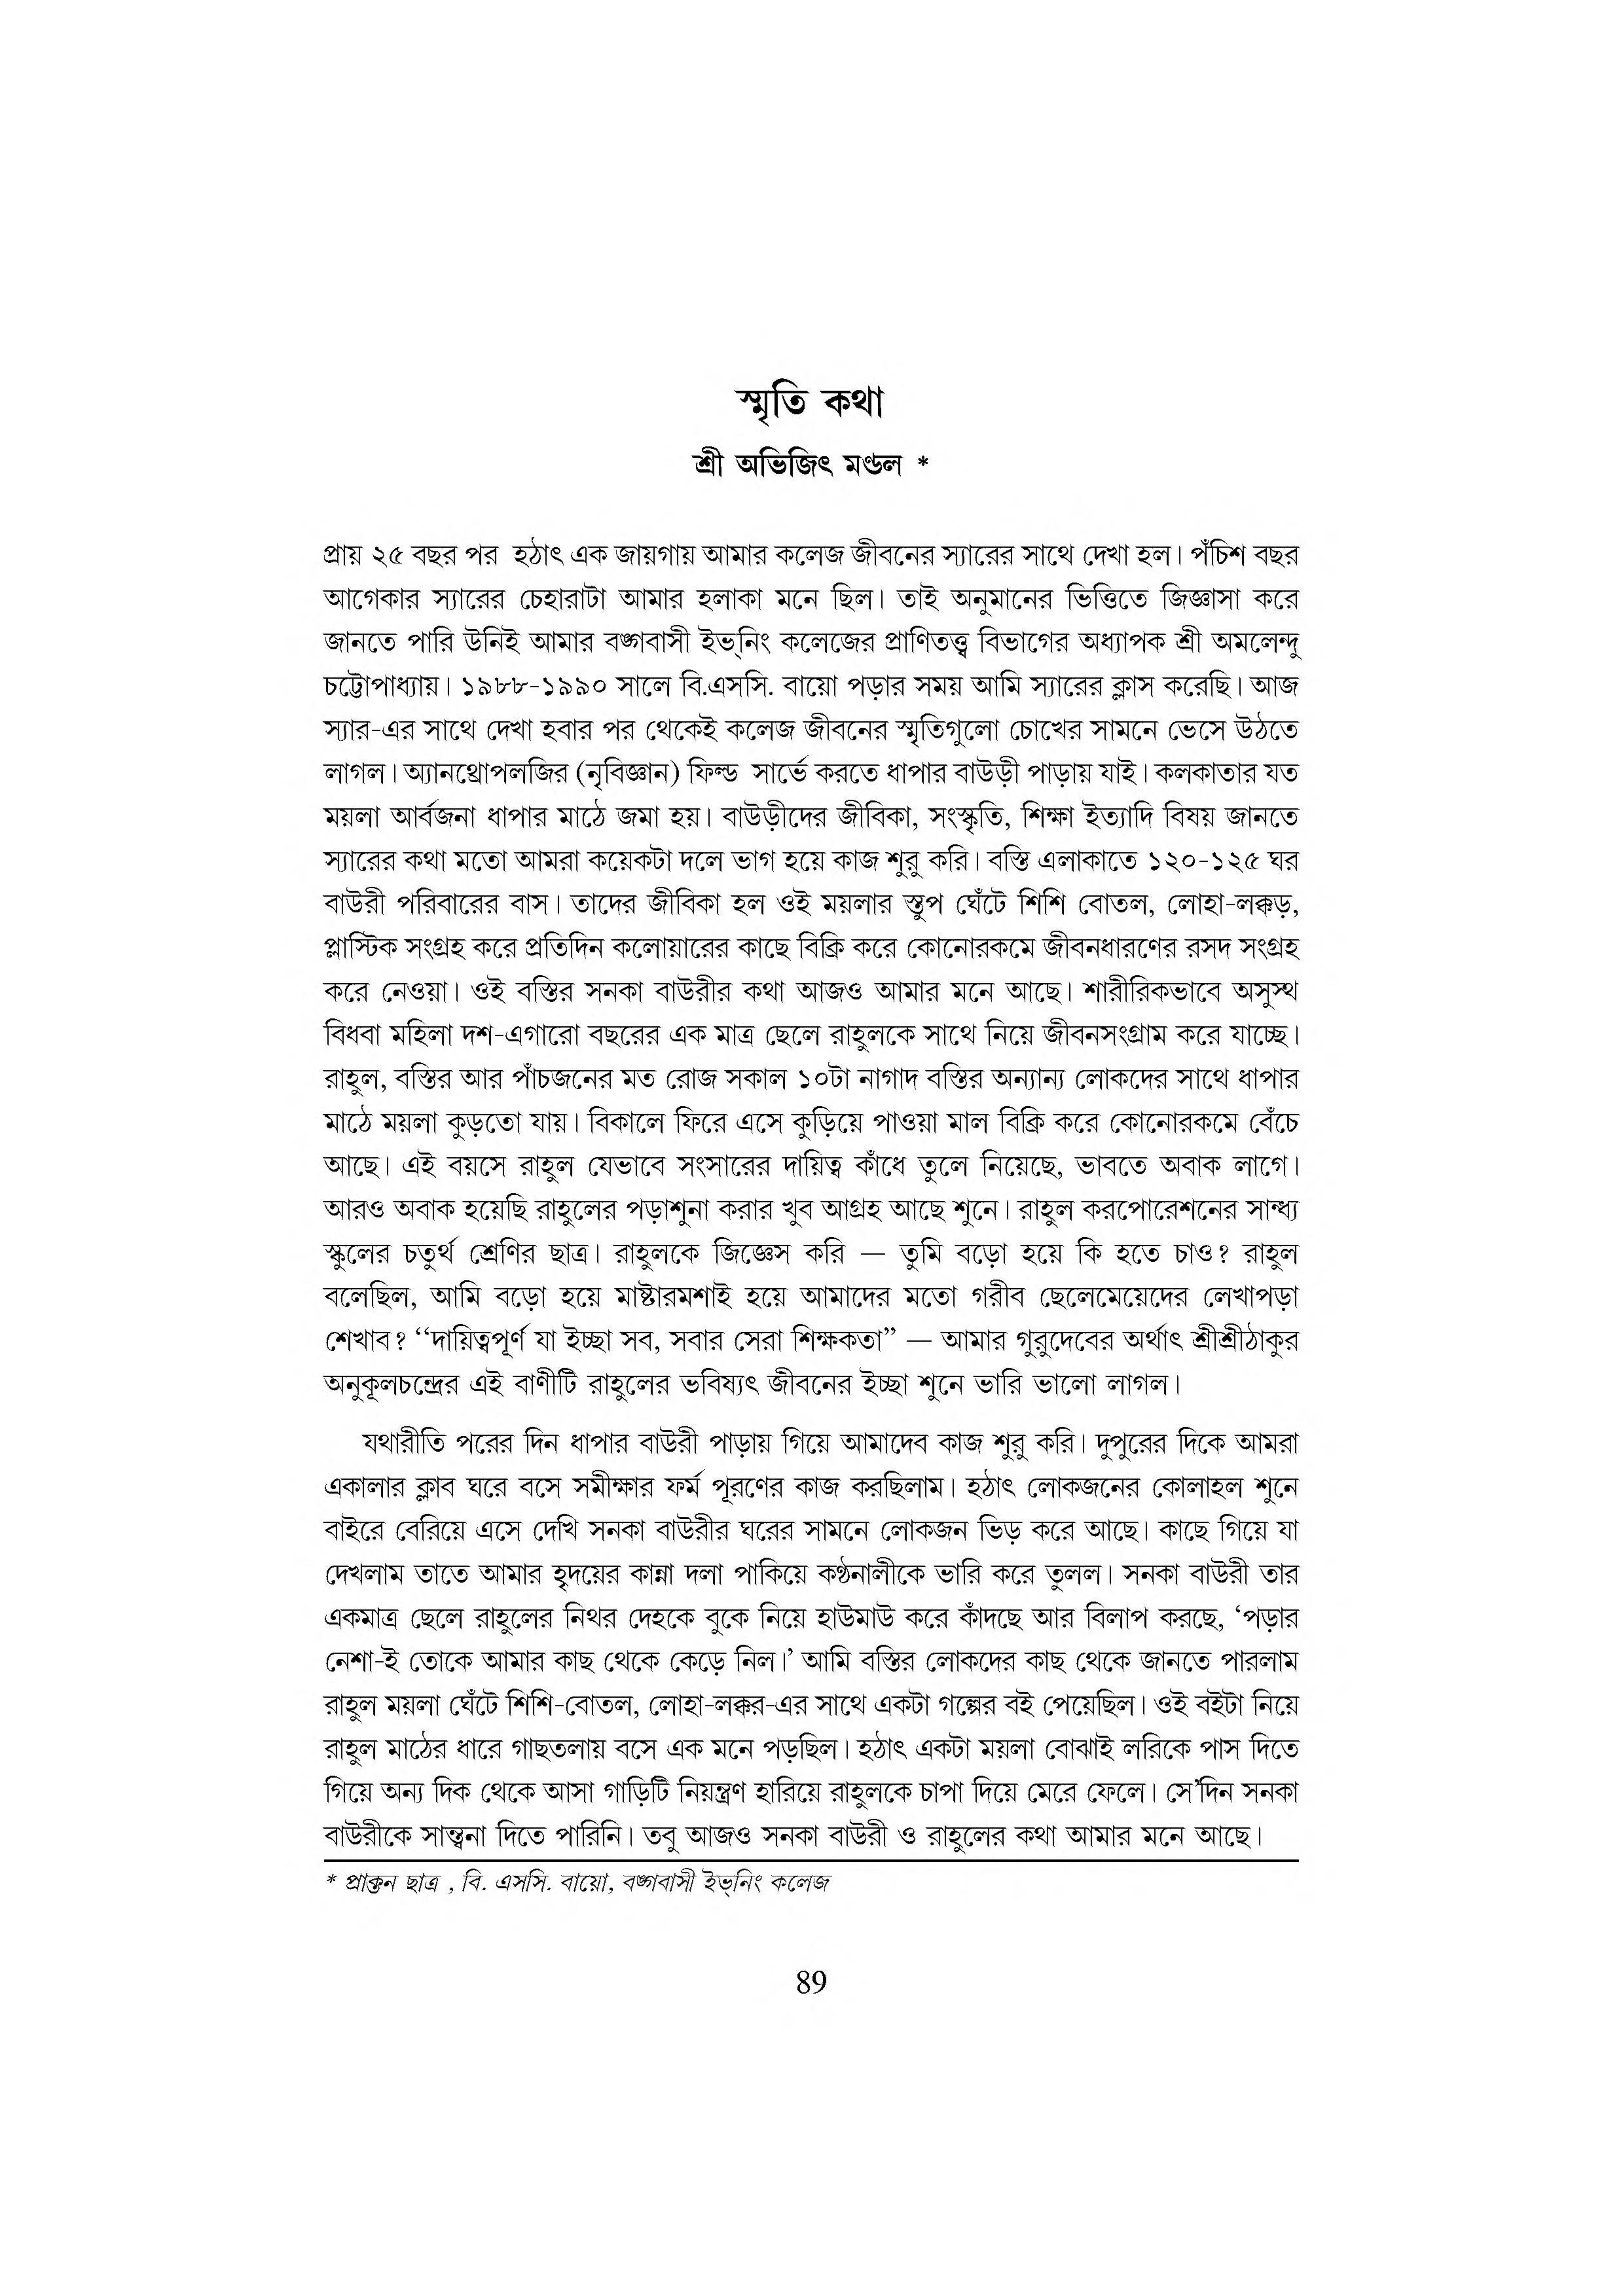 স্মৃতি কথা
শ্রী অভিজিৎ মণ্ডল *
প্রায় ২৫ বছর পর হঠাৎ এক জায়গায় আমার কলেজ জীবনের স্যারের সাথে দেখা হল। পঁচিশ বছর
আগেকার স্যারের চেহারাটা আমার হলাকা মনে ছিল। তাই অনুমানের ভিত্তিতে জিজ্ঞাসা করে
জানতে পারি উনিই আমার বঙ্গবাসী ইভ্‌নিং কলেজের প্রাণিতত্ত্ব বিভাগের অধ্যাপক শ্রী অমলেন্দু
চট্টোপাধ্যায়। ১৯৮৮-১৯৯০ সালে বি.এসসি. বায়ো পড়ার সময় আমি স্যারের ক্লাস করেছি। আজ
স্যার-এর সাথে দেখা হবার পর থেকেই কলেজ জীবনের স্মৃতিগুলো চোখের সামনে ভেসে উঠতে
লাগল। অ্যানথ্রোপলজির (নৃবিজ্ঞান) ফিল্ড সার্ভে করতে ধাপার বাউড়ী পাড়ায় যাই। কলকাতার যত
ময়লা আর্বজনা ধাপার মাঠে জমা হয়। বাউড়ীদের জীবিকা, সংস্কৃতি, শিক্ষা ইত্যাদি বিষয় জানতে
স্যারের কথা মতো আমরা কয়েকটা দলে ভাগ হয়ে কাজ শুরু করি। বস্তি এলাকাতে ১২০-১২৫ ঘর
বাউরী পরিবারের বাস। তাদের জীবিকা হল ওই ময়লার স্তুপ ঘেঁটে শিশি বোতল, লোহা-লক্কড়,
প্লাস্টিক সংগ্রহ করে প্রতিদিন কলোয়ারের কাছে বিক্রি করে কোনোরকমে জীবনধারণের রসদ সংগ্রহ
করে নেওয়া। ওই বস্তির সনকা বাউরীর কথা আজও আমার মনে আছে। শারীরিকভাবে অসুস্থ
বিধবা মহিলা দশ-এগারো বছরের এক মাত্র ছেলে রাহুলকে সাথে নিয়ে জীবনসংগ্রাম করে যাচ্ছে।
রাহুল, বস্তির আর পাঁচজনের মত রোজ সকাল ১০টা নাগাদ বস্তির অন্যান্য লোকদের সাথে ধাপার
মাঠে ময়লা কুড়তো যায়। বিকালে ফিরে এসে কুড়িয়ে পাওয়া মাল বিক্রি করে কোনোরকমে বেঁচে
আছে। এই বয়সে রাহুল যেভাবে সংসারের দায়িত্ব কাঁধে তুলে নিয়েছে, ভাবতে অবাক লাগে।
আরও অবাক হয়েছি রাহুলের পড়াশুনা করার খুব আগ্রহ আছে শুনে। রাহুল করপোরেশনের সান্ধ্য
স্কুলের চতুর্থ শ্রেণির ছাত্র। রাহুলকে জিজ্ঞেস করি — তুমি বড়ো হয়ে কি হতে চাও? রাহুল
বলেছিল, আমি বড়ো হয়ে মাষ্টারমশাই হয়ে আমাদের মতো গরীব ছেলেমেয়েদের লেখাপড়া
শেখাব? “দায়িত্বপূর্ণ যা ইচ্ছা সব, সবার সেরা শিক্ষকতা” — আমার গুরুদেবের অর্থাৎ শ্রীশ্রীঠাকুর
অনুকূলচন্দ্রের এই বাণীটি রাহুলের ভবিষ্যৎ জীবনের ইচ্ছা শুনে ভারি ভালো লাগল।
যথারীতি পরের দিন ধাপার বাউরী পাড়ায় গিয়ে আমাদেব কাজ শুরু করি। দুপুরের দিকে আমরা
একালার ক্লাব ঘরে বসে সমীক্ষার ফর্ম পূরণের কাজ করছিলাম। হঠাৎ লোকজনের কোলাহল শুনে
বাইরে বেরিয়ে এসে দেখি সনকা বাউরীর ঘরের সামনে লোকজন ভিড় করে আছে। কাছে গিয়ে যা
দেখলাম তাতে আমার হৃদয়ের কান্না দলা পাকিয়ে কণ্ঠনালীকে ভারি করে তুলল। সনকা বাউরী তার
একমাত্র ছেলে রাহুলের নিথর দেহকে বুকে নিয়ে হাউমাউ করে কাঁদছে আর বিলাপ করছে, ‘পড়ার
নেশা-ই তোকে আমার কাছ থেকে কেড়ে নিল।’ আমি বস্তির লোকদের কাছ থেকে জানতে পারলাম
রাহুল ময়লা ঘেঁটে শিশি-বোতল, লোহা-লক্কর-এর সাথে একটা গল্পের বই পেয়েছিল। ওই বইটা নিয়ে
রাহুল মাঠের ধারে গাছতলায় বসে এক মনে পড়ছিল। হঠাৎ একটা ময়লা বোঝাই লরিকে পাস দিতে
গিয়ে অন্য দিক থেকে আসা গাড়িটি নিয়ন্ত্রণ হারিয়ে রাহুলকে চাপা দিয়ে মেরে ফেলে। সে’দিন সনকা
বাউরীকে সান্ত্বনা দিতে পারিনি। তবু আজও সনকা বাউরী ও রাহুলের কথা আমার মনে আছে।
* প্রাক্তন ছাত্র , বি. এসসি. বায়ো, বঙ্গবাসী ইভ্‌নিং কলেজ
89